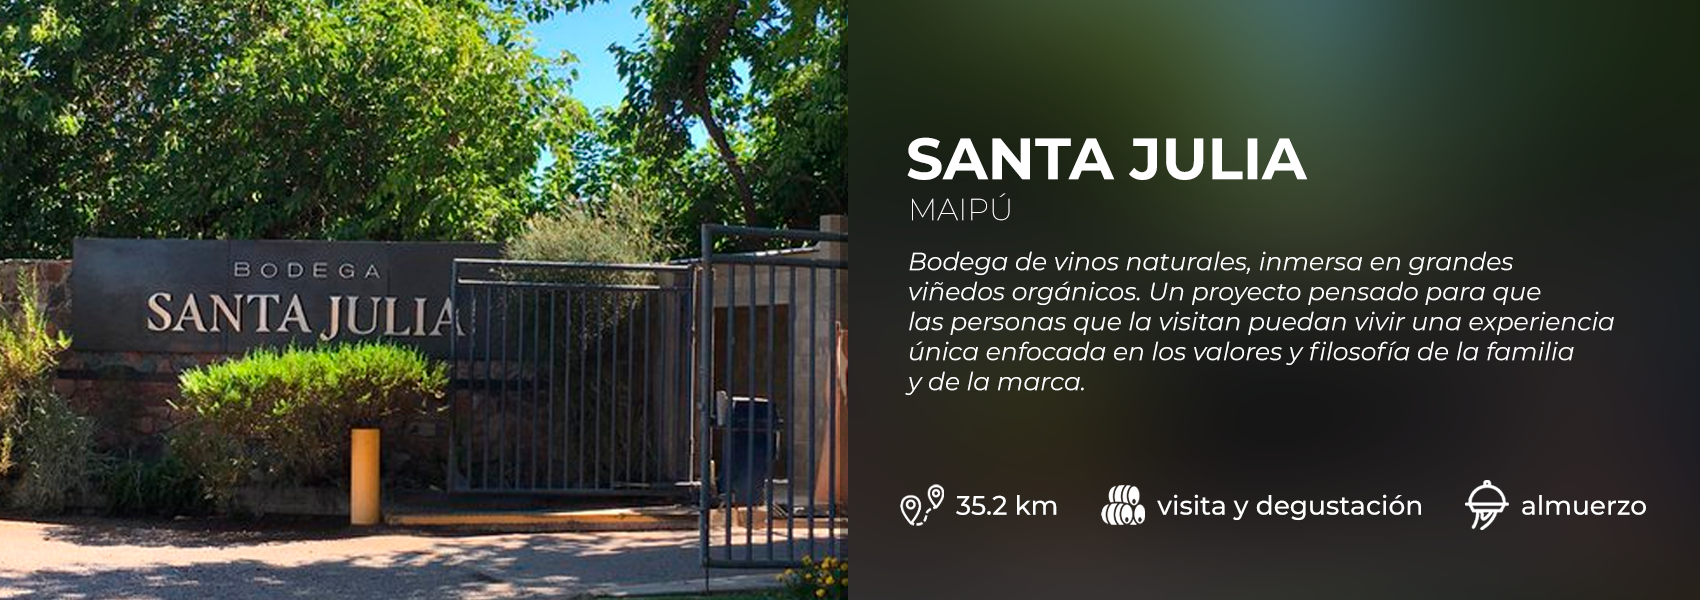 BODEGA
SANTA JULIA
SANTA JULIA
MAIPÚ
Bodega de vinos naturales, inmersa en grandes
viñedos orgánicos. Un proyecto pensado para que
las personas que la visitan puedan vivir una experiencia
única enfocada en los valores y filosofía de la familia
y de la marca.
35.2 km
visita y degustación
almuerzo